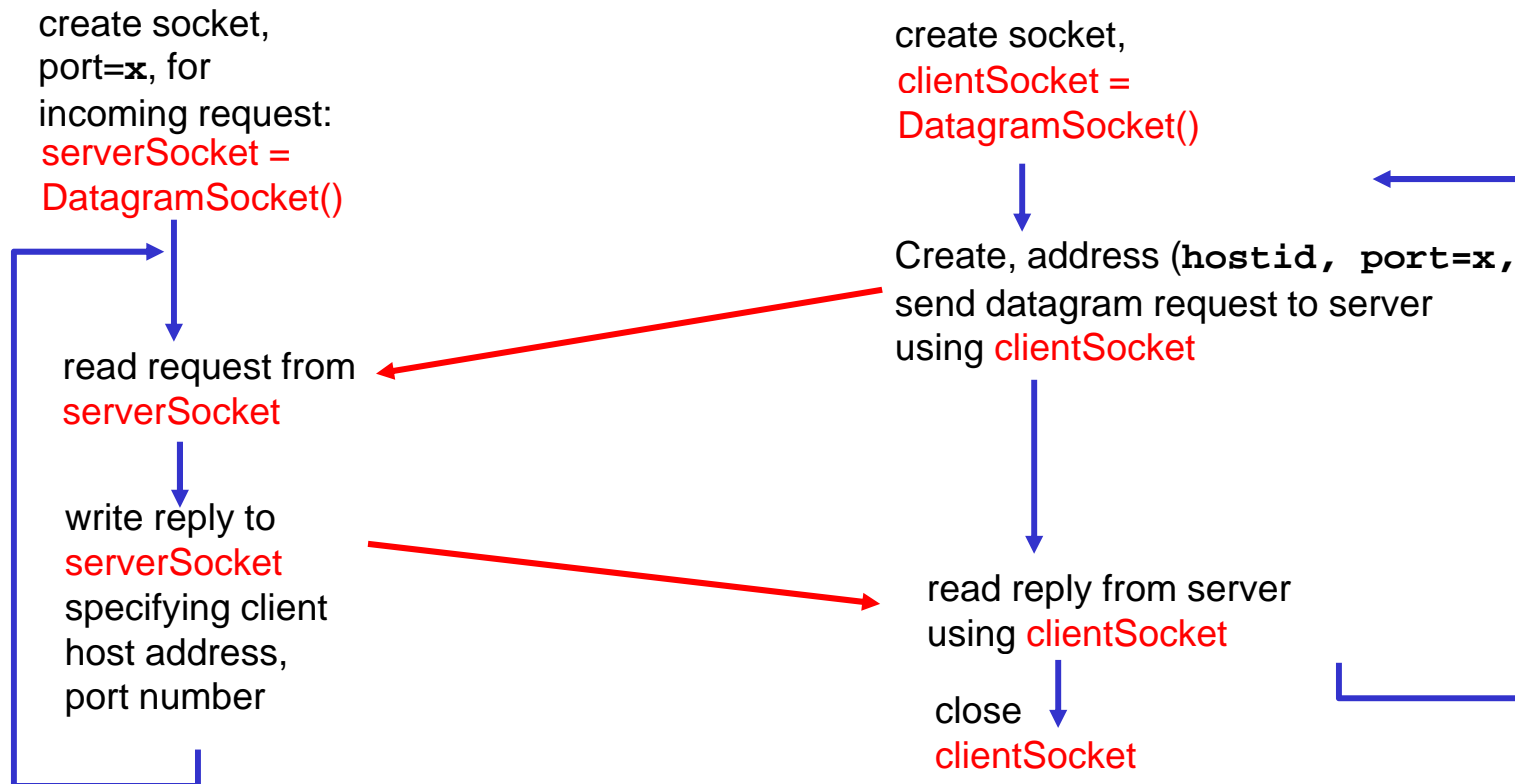 create socket,
port=x, for
incoming request:
serverSocket =
DatagramSocket()
read request from
serverSocket
write reply to
serverSocket
specifying client
host address,
port number
create socket,
clientSocket =
DatagramSocket()
Create, address (hostid, port=x,
send datagram request to server
using clientSocket
read reply from server
using clientSocket
close
clientSocket